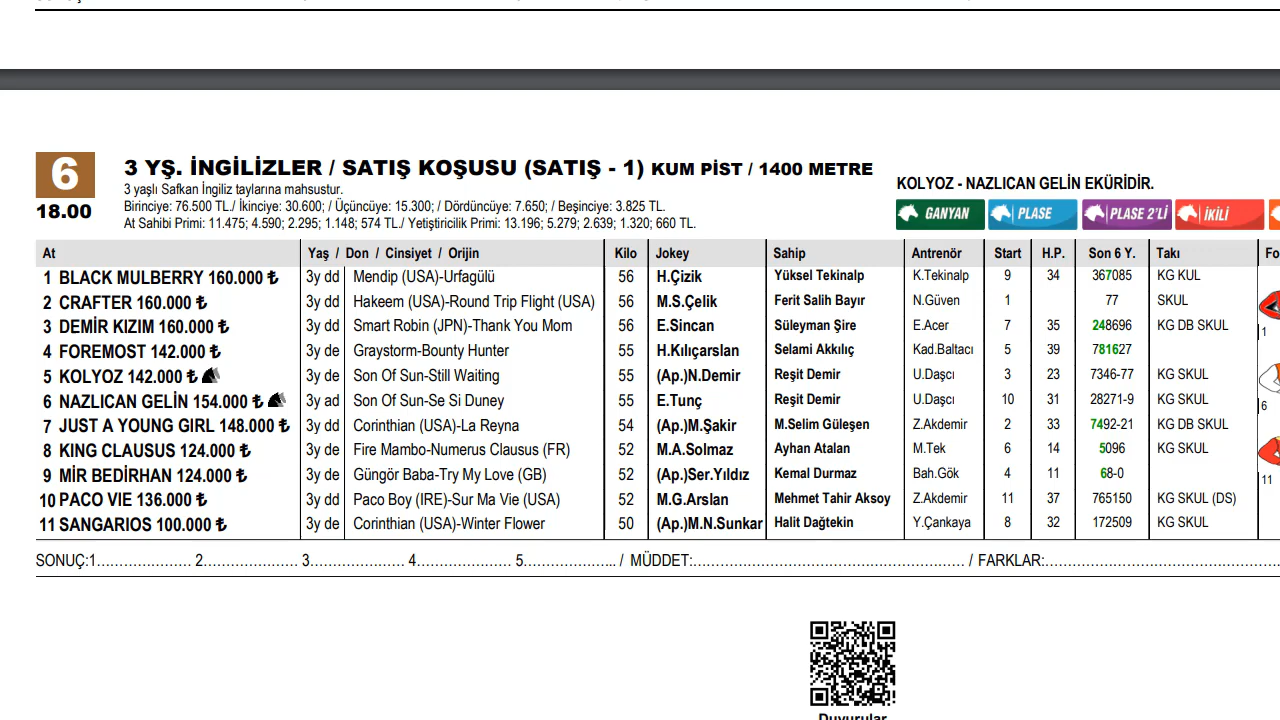 6
18.00
3 YŞ. İNGİLİZLER / SATIŞ KOŞUSU (SATIŞ - 1) KUM PİST / 1400 METRE
3 yaşlı Safkan İngiliz taylarına mahsustur.
Birinciye: 76.500 TL./ İkinciye: 30.600; / Üçüncüye: 15.300; / Dördüncüye: 7.650; / Beşinciye: 3.825 TL.
At Sahibi Primi: 11.475; 4.590; 2.295; 1.148; 574 TL./ Yetiştiricilik Primi: 13.196; 5.279; 2.639; 1.320; 660 TL.
KOLYOZ - NAZLICAN GELİN EKÜRİDİR.
GANYAN PLASE PLASE 2'Lİ İKİLİ
At Yaş / Don / Cinsiyet / Orijin Kilo Jokey Sahip Antrenör Start H.P. Son 6 Y. Takı Fo
1 BLACK MULBERRY 160.000 ₺ 3y dd Mendip (USA)-Urfagülü 56 H.Çizik Yüksel Tekinalp K.Tekinalp 9 34 367085 KG KUL
2 CRAFTER 160.000 ₺ 3y dd Hakeem (USA)-Round Trip Flight (USA) 56 M.S.Çelik Ferit Salih Bayır N.Güven 1 77 SKUL
3 DEMİR KIZIM 160.000 ₺ 3y dd Smart Robin (JPN)-Thank You Mom 56 E.Sincan Süleyman Şire E.Acer 7 35 248696 KG DB SKUL 1
4 FOREMOST 142.000 ₺ 3y de Graystorm-Bounty Hunter 55 H.Kılıçarslan Selami Akkılıç Kad.Baltacı 5 39 781627
5 KOLYOZ 142.000 ₺ 3y de Son Of Sun-Still Waiting 55 (Ap.)N.Demir Reşit Demir U.Daşcı 3 23 7346-77 KG SKUL
6 NAZLICAN GELİN 154.000 ₺ 3y ad Son Of Sun-Se Si Duney 55 E.Tunç Reşit Demir U.Daşcı 10 31 28271-9 KG SKUL 6
7 JUST A YOUNG GIRL 148.000 ₺ 3y dd Corinthian (USA)-La Reyna 54 (Ap.)M.Şakir M.Selim Güleşen Z.Akdemir 2 33 7492-21 KG DB SKUL
8 KING CLAUSUS 124.000 ₺ 3y de Fire Mambo-Numerus Clausus (FR) 52 M.A.Solmaz Ayhan Atalan M.Tek 6 14 5096 KG SKUL
9 MİR BEDİRHAN 124.000 ₺ 3y de Güngör Baba-Try My Love (GB) 52 (Ap.)Ser.Yıldız Kemal Durmaz Bah.Gök 4 11 68-0 11
10 PACO VIE 136.000 ₺ 3y dd Paco Boy (IRE)-Sur Ma Vie (USA) 52 M.G.Arslan Mehmet Tahir Aksoy Z.Akdemir 11 37 765150 KG SKUL (DS)
11 SANGARIOS 100.000 ₺ 3y de Corinthian (USA)-Winter Flower 50 (Ap.)M.N.Sunkar Halit Dağtekin Y.Çankaya 8 32 172509 KG SKUL
SONUÇ:1..................... 2..................... 3..................... 4..................... 5..................... / MÜDDET:............................................................. / FARKLAR:.....................................................
Duyurular